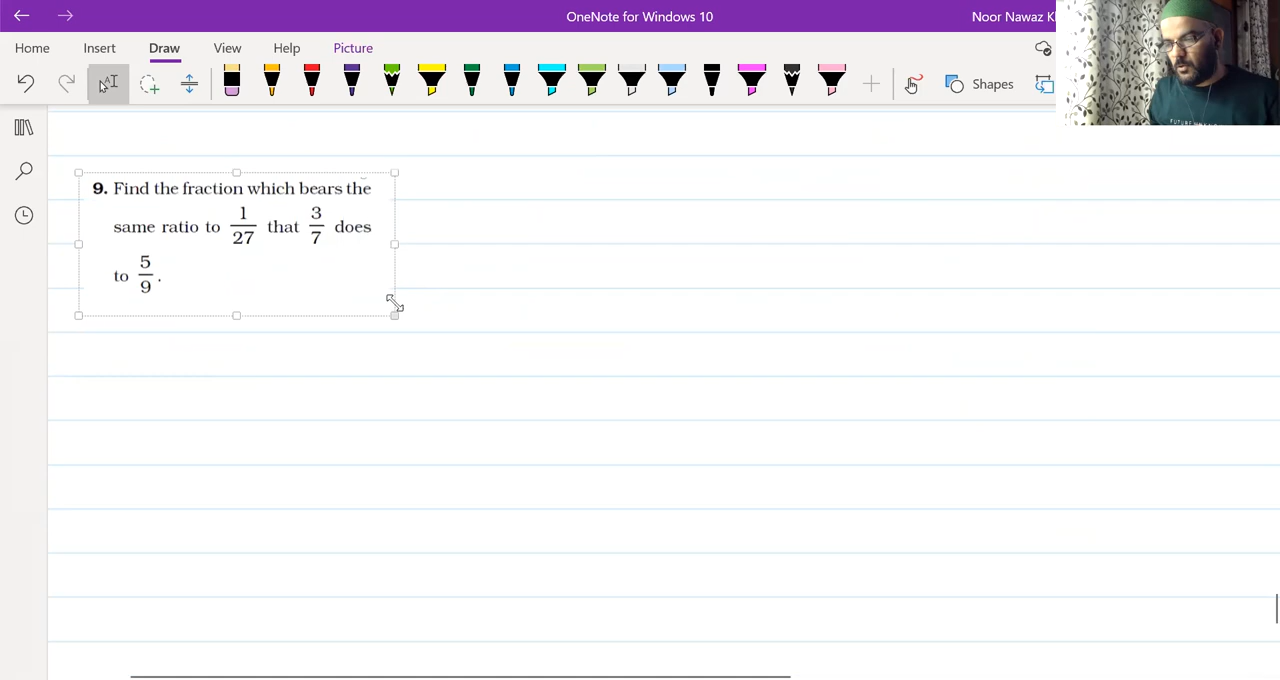 OneNote for Windows 10
Noor Nawaz Kh
Home Insert Draw View Help Picture
Shapes
9. Find the fraction which bears the
same ratio to 1/27 that 3/7 does
to 5/9.